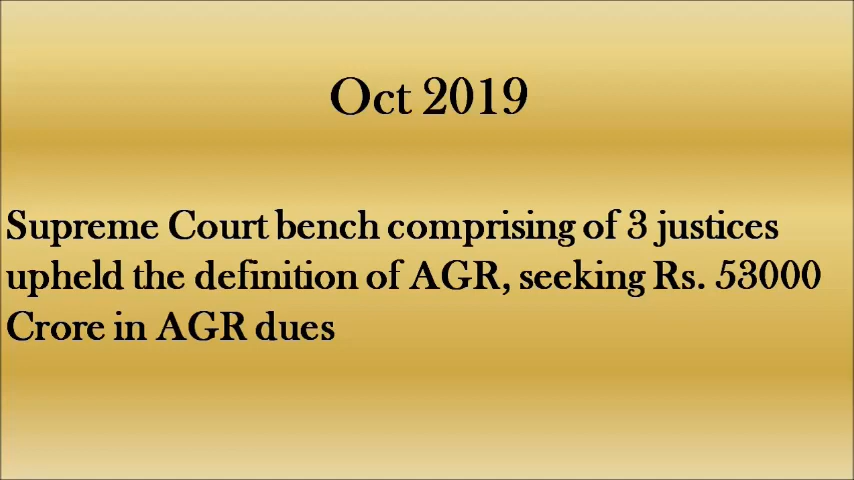 Oct 2019
Supreme Court bench comprising of 3 justices
upheld the definition of AGR, seeking Rs. 53000
Crore in AGR dues